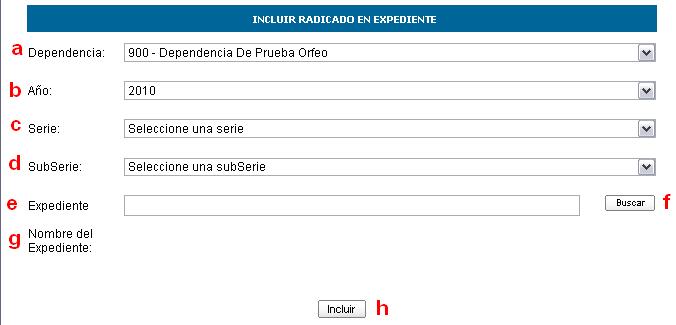 INCLUIR RADICADO EN EXPEDIENTE
a Dependencia: 900 - Dependencia De Prueba Orfeo
b Año: 2010
c Serie: Seleccione una serie
d SubSerie: Seleccione una subSerie
e Expediente Buscar f
g Nombre del
Expediente:
Incluir h